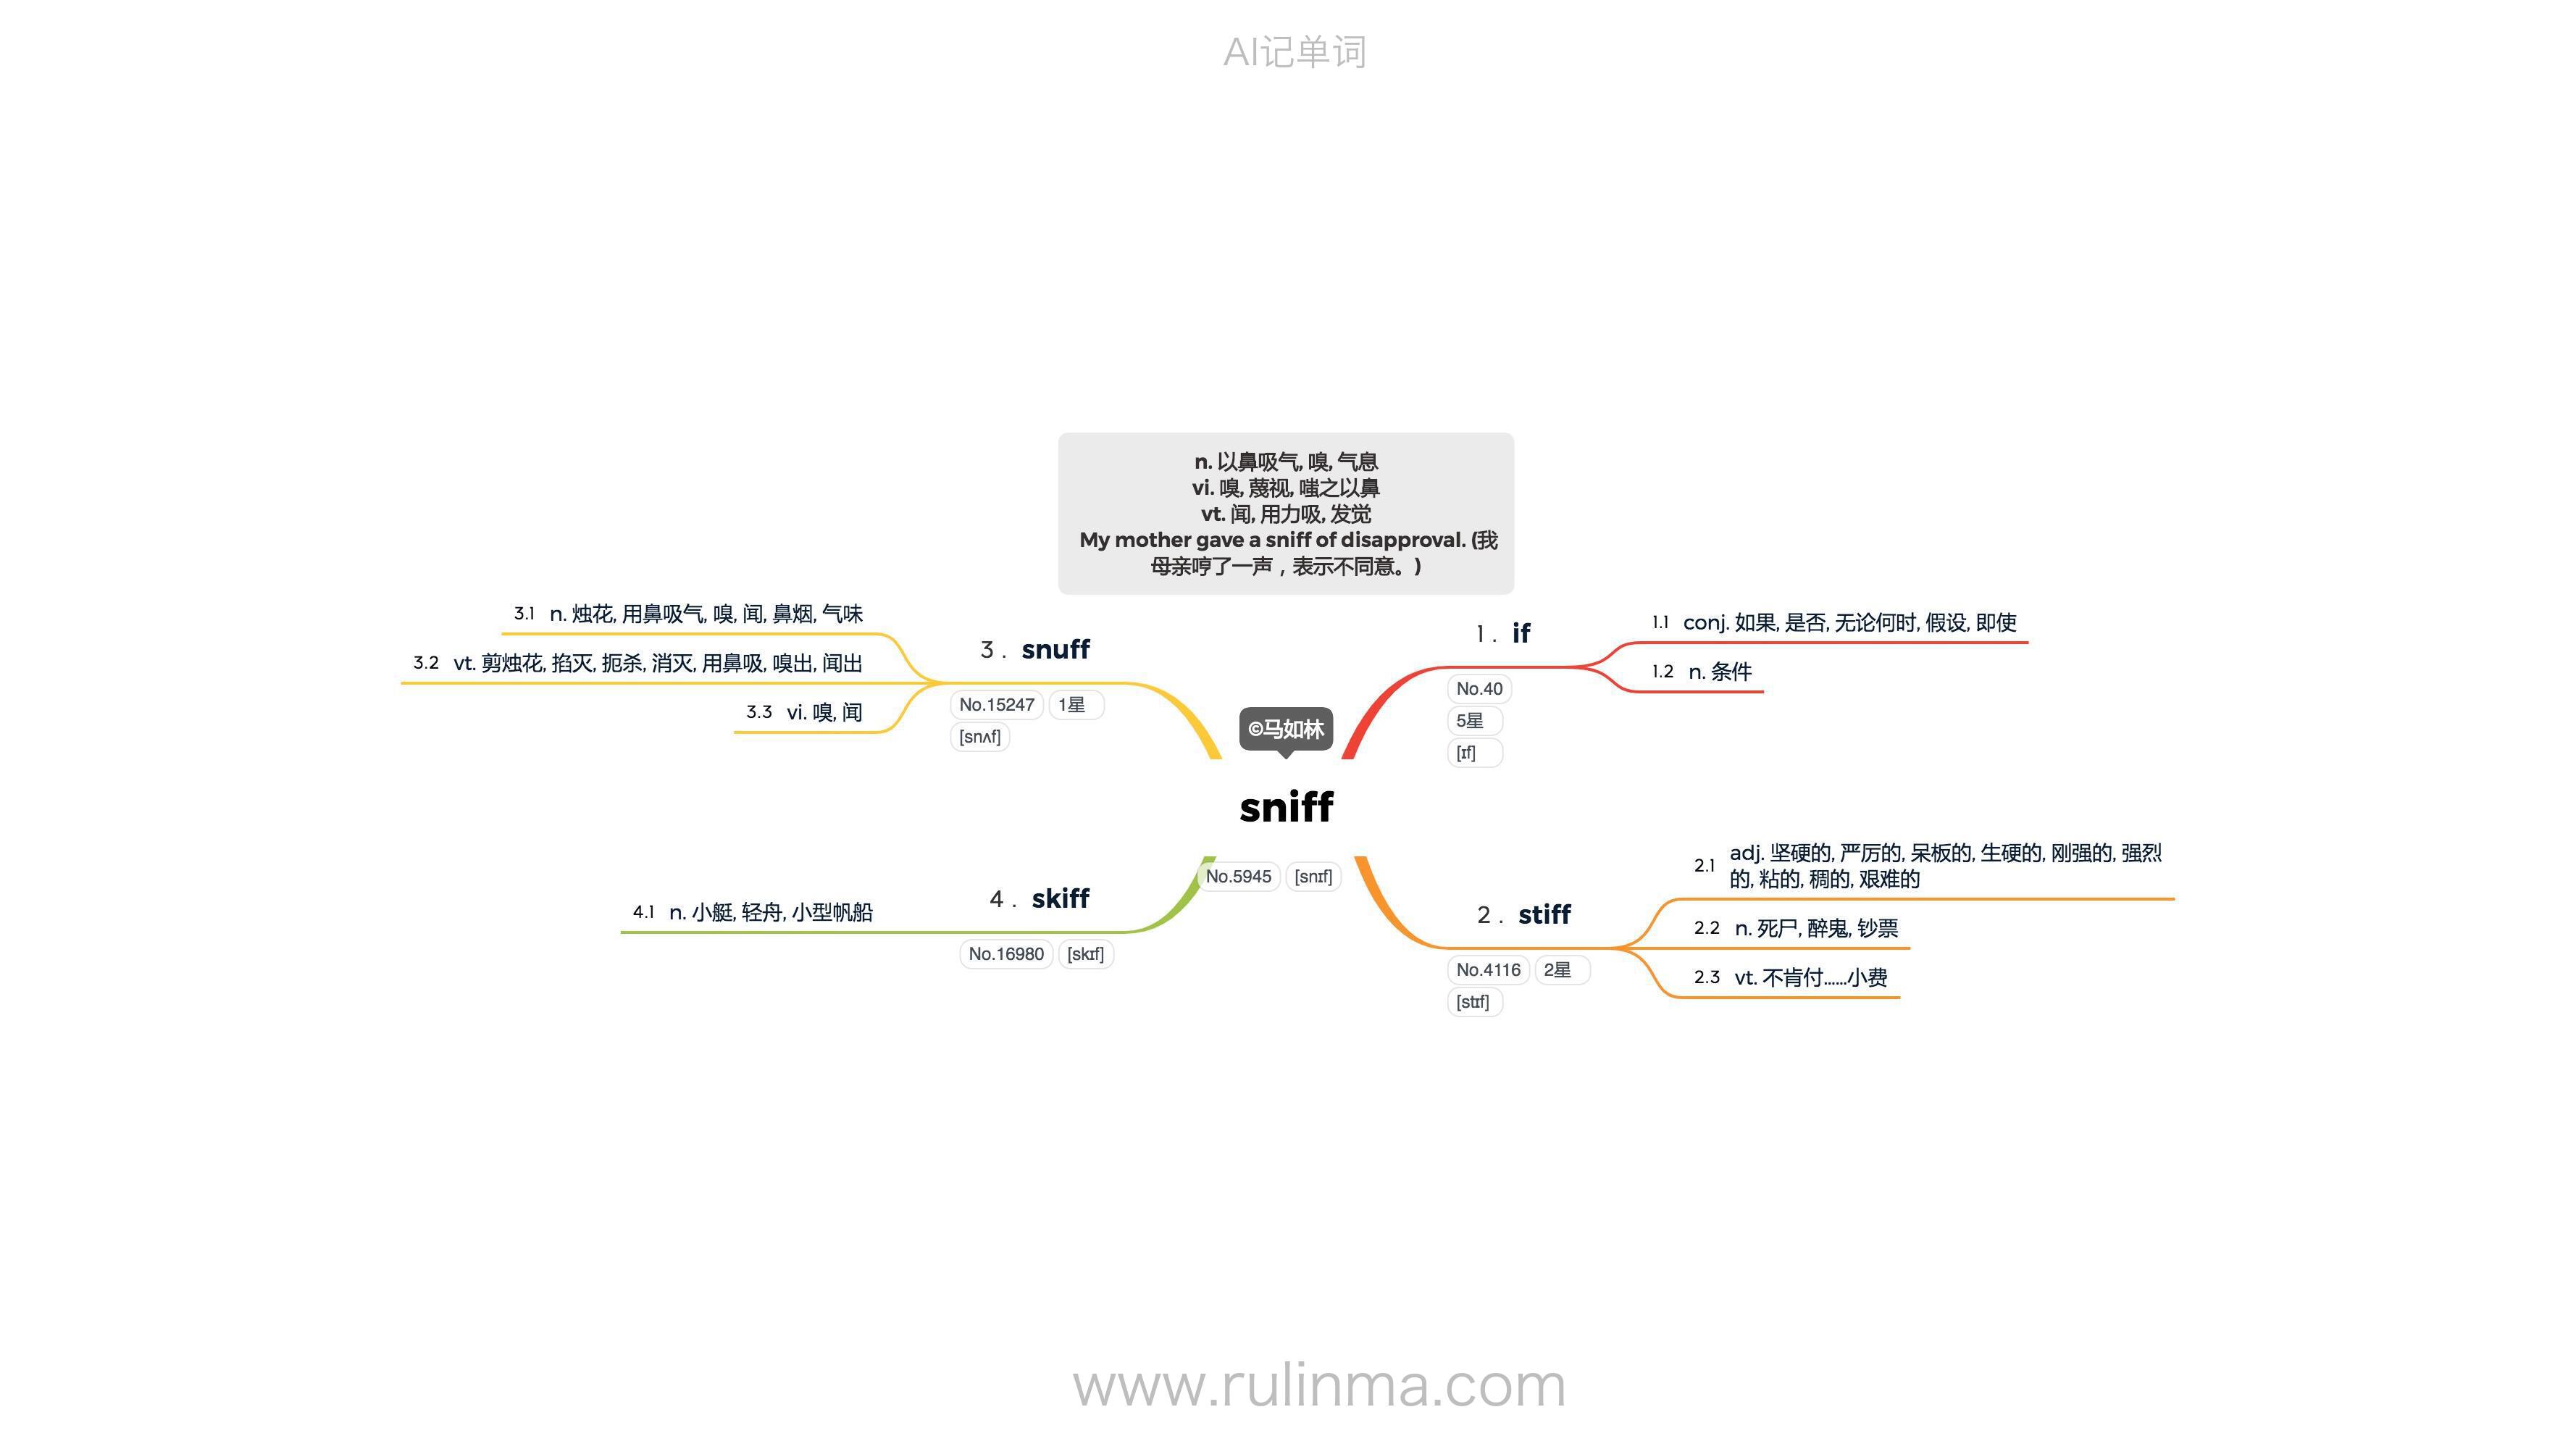 AI记单词
n. 以鼻吸气, 嗅, 气息
vi. 嗅, 蔑视, 嗤之以鼻
vt. 闻, 用力吸, 发觉
My mother gave a sniff of disapproval. (我
母亲哼了一声，表示不同意。)
©马如林
sniff
No.5945 [snɪf]
1. if
No.40
5星
[ɪf]
1.1 conj. 如果, 是否, 无论何时, 假设, 即使
1.2 n. 条件
2. stiff
No.4116 2星
[stɪf]
2.1 adj. 坚硬的, 严厉的, 呆板的, 生硬的, 刚强的, 强烈
的, 粘的, 稠的, 艰难的
2.2 n. 死尸, 醉鬼, 钞票
2.3 vt. 不肯付……小费
3. snuff
No.15247 1星
[snʌf]
3.1 n. 烛花, 用鼻吸气, 嗅, 闻, 鼻烟, 气味
3.2 vt. 剪烛花, 掐灭, 扼杀, 消灭, 用鼻吸, 嗅出, 闻出
3.3 vi. 嗅, 闻
4. skiff
No.16980 [skɪf]
4.1 n. 小艇, 轻舟, 小型帆船
www.rulinma.com